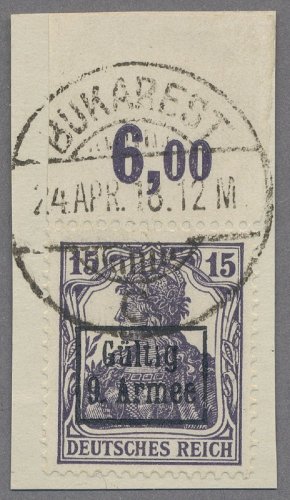 BUKAREST
6,00
24.APR. 18. 12 M
15 15
Gültig
9. Armee
DEUTSCHES REICH